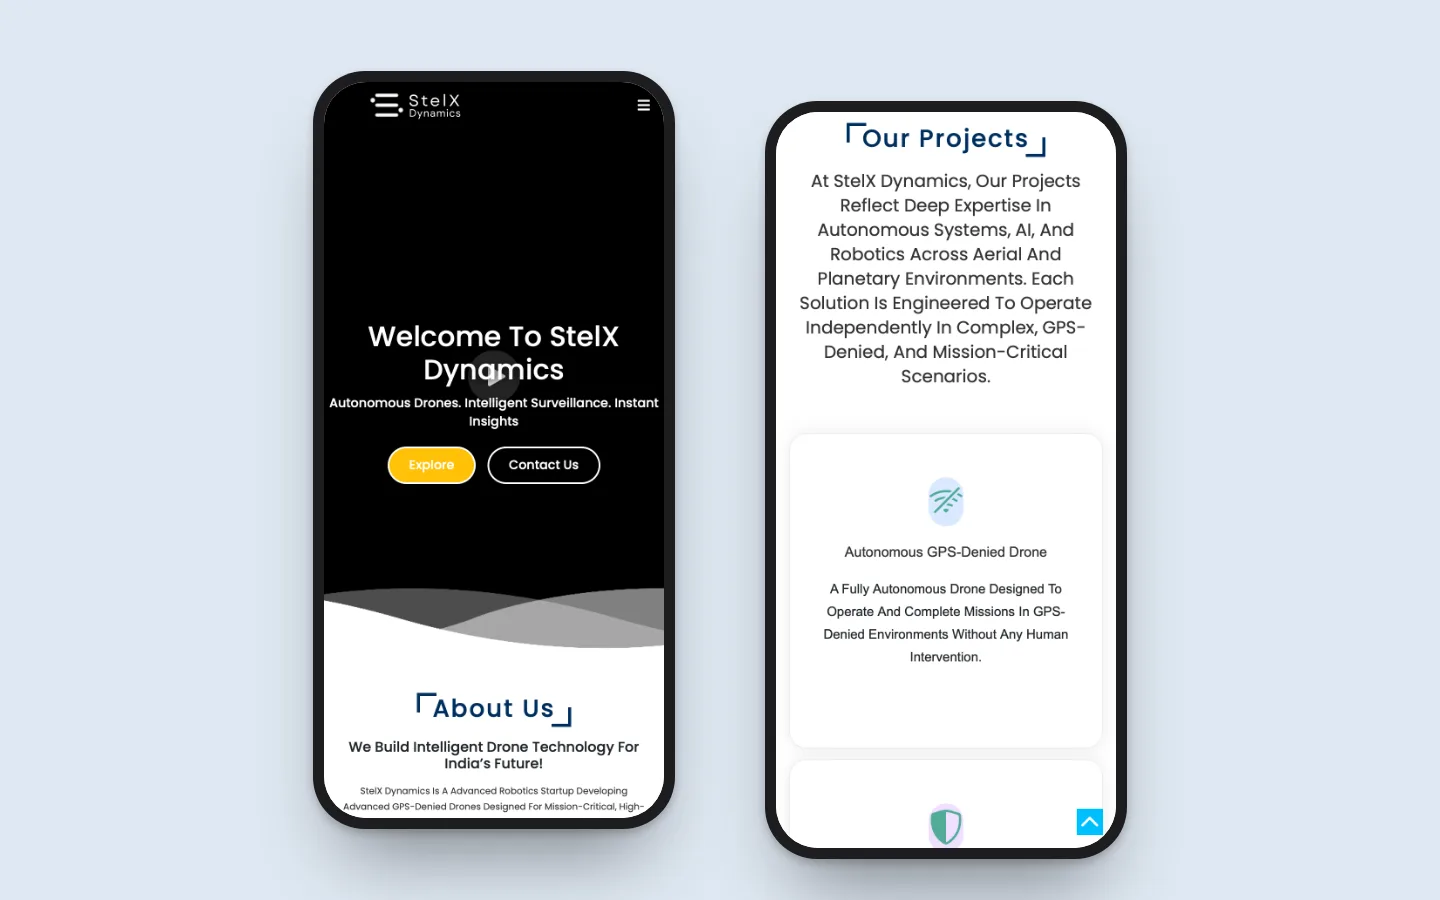 StelX
Dynamics
Welcome To StelX
Dynamics
Autonomous Drones. Intelligent Surveillance. Instant
Insights
Explore
Contact Us
About Us
We Build Intelligent Drone Technology For
India's Future!
StelX Dynamics Is A Advanced Robotics Startup Developing
Advanced GPS-Denied Drones Designed For Mission-Critical, High-
Our Projects
At StelX Dynamics, Our Projects
Reflect Deep Expertise In
Autonomous Systems, AI, And
Robotics Across Aerial And
Planetary Environments. Each
Solution Is Engineered To Operate
Independently In Complex, GPS-
Denied, And Mission-Critical
Scenarios.
Autonomous GPS-Denied Drone
A Fully Autonomous Drone Designed To
Operate And Complete Missions In GPS-
Denied Environments Without Any Human
Intervention.